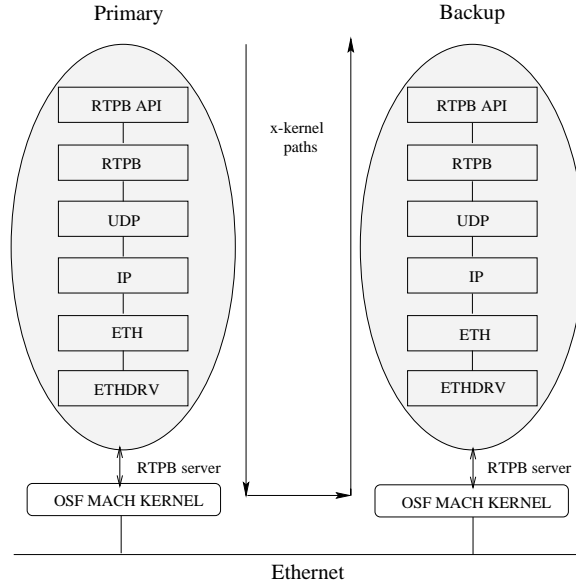 Primary
Backup
RTPB API
RTPB
UDP
IP
ETH
ETHDRV
RTPB server
OSF MACH KERNEL
x-kernel
paths
RTPB API
RTPB
UDP
IP
ETH
ETHDRV
RTPB server
OSF MACH KERNEL
Ethernet